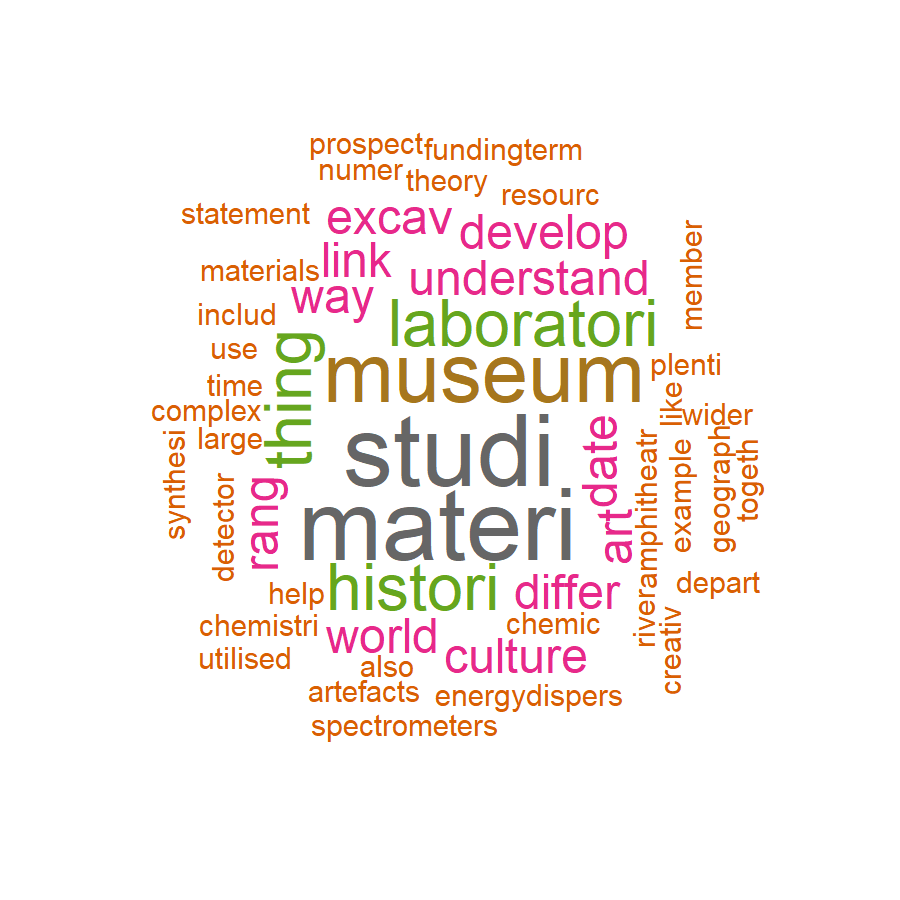 prospect
fundingterm
numer
theory
resourc
statement
excav
develop
member
link
materials
understand
way
includ
laboratori
thing
use
museum
plenti
time
like
wider
complex
studi
date
large
synthesi
riveramphitheatr
example
geograph
togeth
detector
rang
materi
art
help
histori
differ
depart
chemistri
world
chemic
creativ
utilised
also
culture
artefacts
energydispers
spectrometers